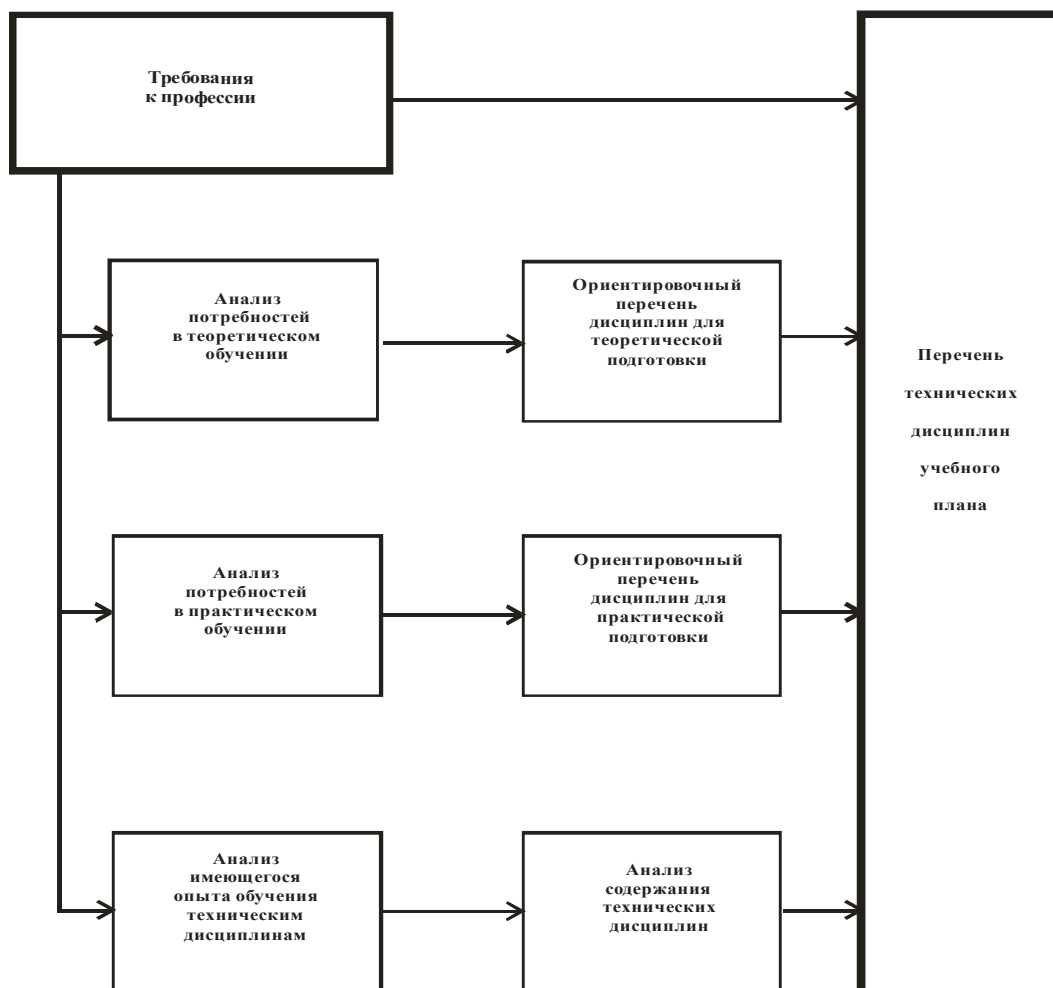 Требования
к профессии
Анализ
потребностей
в теоретическом
обучении
Ориентировочный
перечень
дисциплин для
теоретической
подготовки
Перечень
технических
дисциплин
учебного
плана
Анализ
потребностей
в практическом
обучении
Ориентировочный
перечень
дисциплин для
практической
подготовки
Анализ
имеющегося
опыта обучения
техническим
дисциплинам
Анализ
содержания
технических
дисциплин